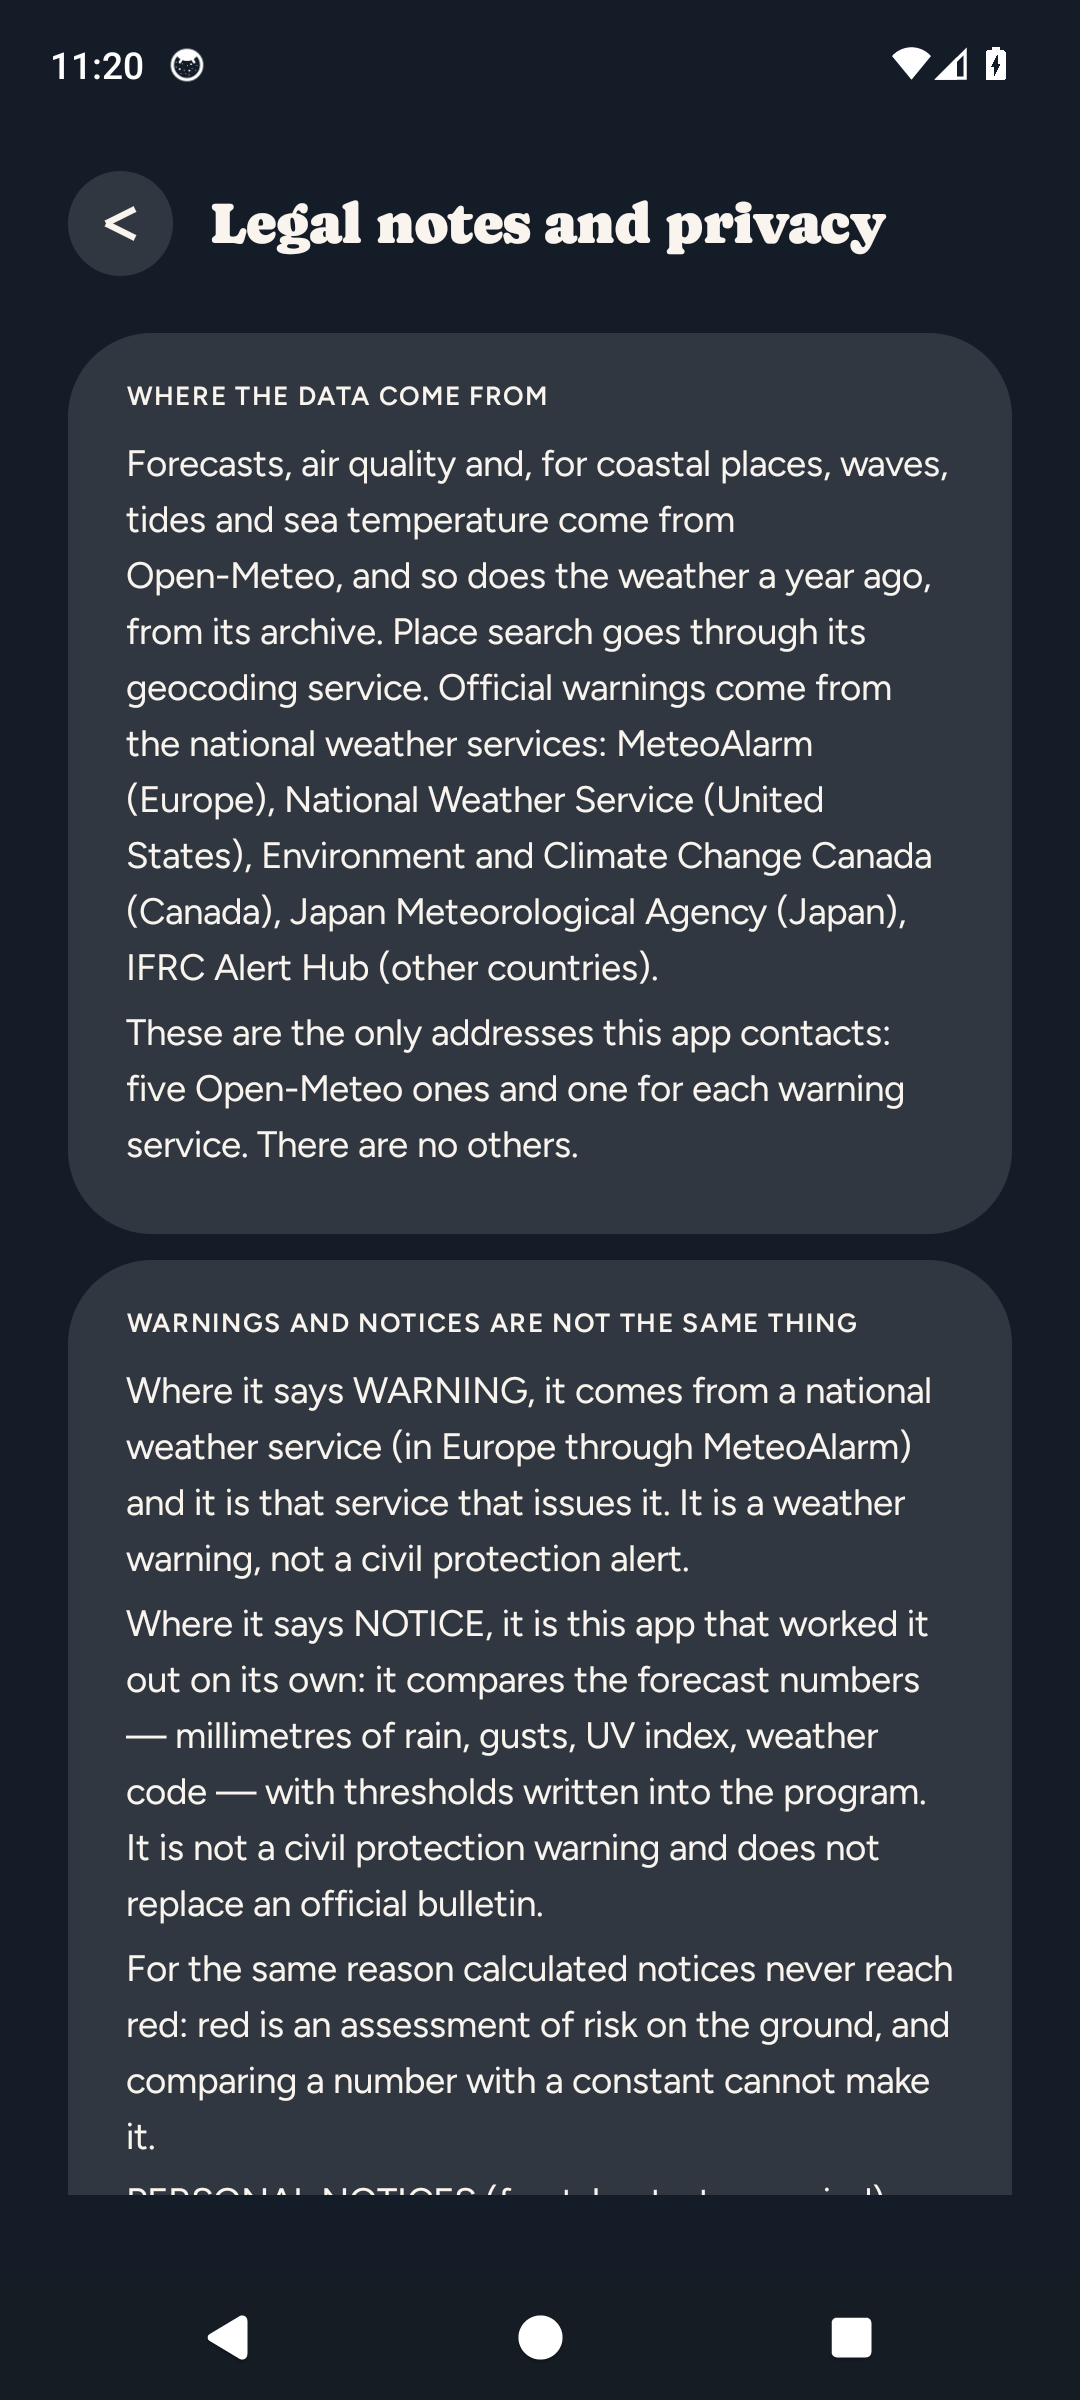 11:20
< Legal notes and privacy
WHERE THE DATA COME FROM
Forecasts, air quality and, for coastal places, waves,
tides and sea temperature come from
Open-Meteo, and so does the weather a year ago,
from its archive. Place search goes through its
geocoding service. Official warnings come from
the national weather services: MeteoAlarm
(Europe), National Weather Service (United
States), Environment and Climate Change Canada
(Canada), Japan Meteorological Agency (Japan),
IFRC Alert Hub (other countries).
These are the only addresses this app contacts:
five Open-Meteo ones and one for each warning
service. There are no others.
WARNINGS AND NOTICES ARE NOT THE SAME THING
Where it says WARNING, it comes from a national
weather service (in Europe through MeteoAlarm)
and it is that service that issues it. It is a weather
warning, not a civil protection alert.
Where it says NOTICE, it is this app that worked it
out on its own: it compares the forecast numbers
— millimetres of rain, gusts, UV index, weather
code — with thresholds written into the program.
It is not a civil protection warning and does not
replace an official bulletin.
For the same reason calculated notices never reach
red: red is an assessment of risk on the ground, and
comparing a number with a constant cannot make
it.
PERSONAL NOTICES